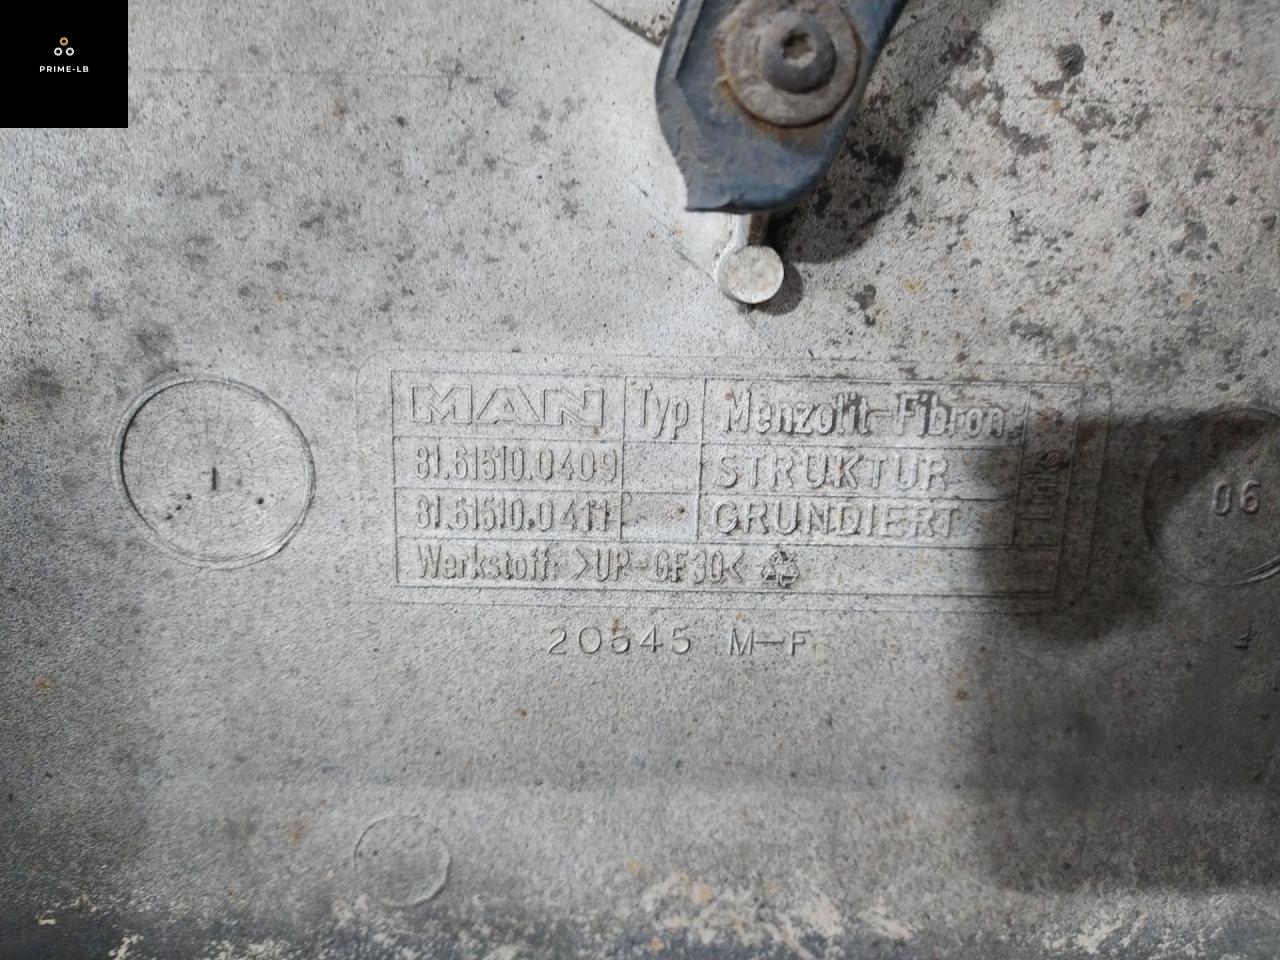 PRIME-LB
MAN Typ Menzolit-Fibron
81.61510.0409 STRUKTUR
81.61510.0411 GRUNDIERT
Links
Werkstoff: >UP-GF30<
20545 M-F
06